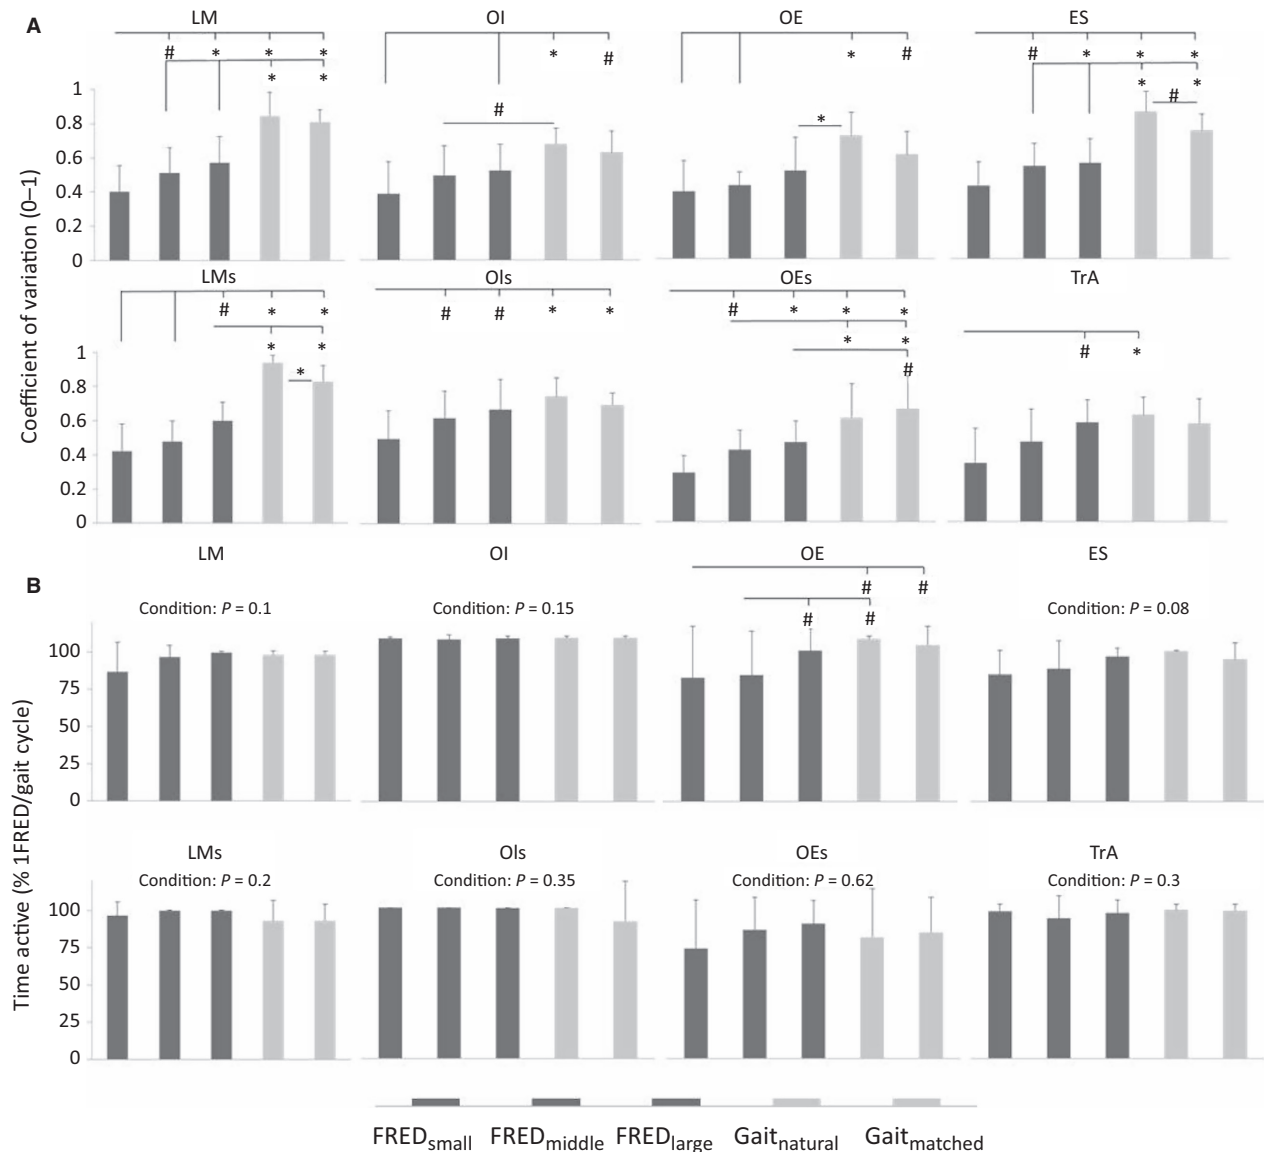 A
LM OI OE ES
# * * * * # * # # * * *
* * # * * * #
1
0.8
0.6
0.4
0.2
0
Coefficient of variation (0–1)
LMs OIs OEs TrA
# * * # # * * # * * * # *
* * * * * #
1
0.8
0.6
0.4
0.2
0
LM OI OE ES
B
# #
Condition: P = 0.1 Condition: P = 0.15 # # Condition: P = 0.08
100
75
50
25
0
Time active (% 1FRED/gait cycle)
LMs OIs OEs TrA
Condition: P = 0.2 Condition: P = 0.35 Condition: P = 0.62 Condition: P = 0.3
100
75
50
25
0
FREDsmall FREDmiddle FREDlarge Gaitnatural Gaitmatched